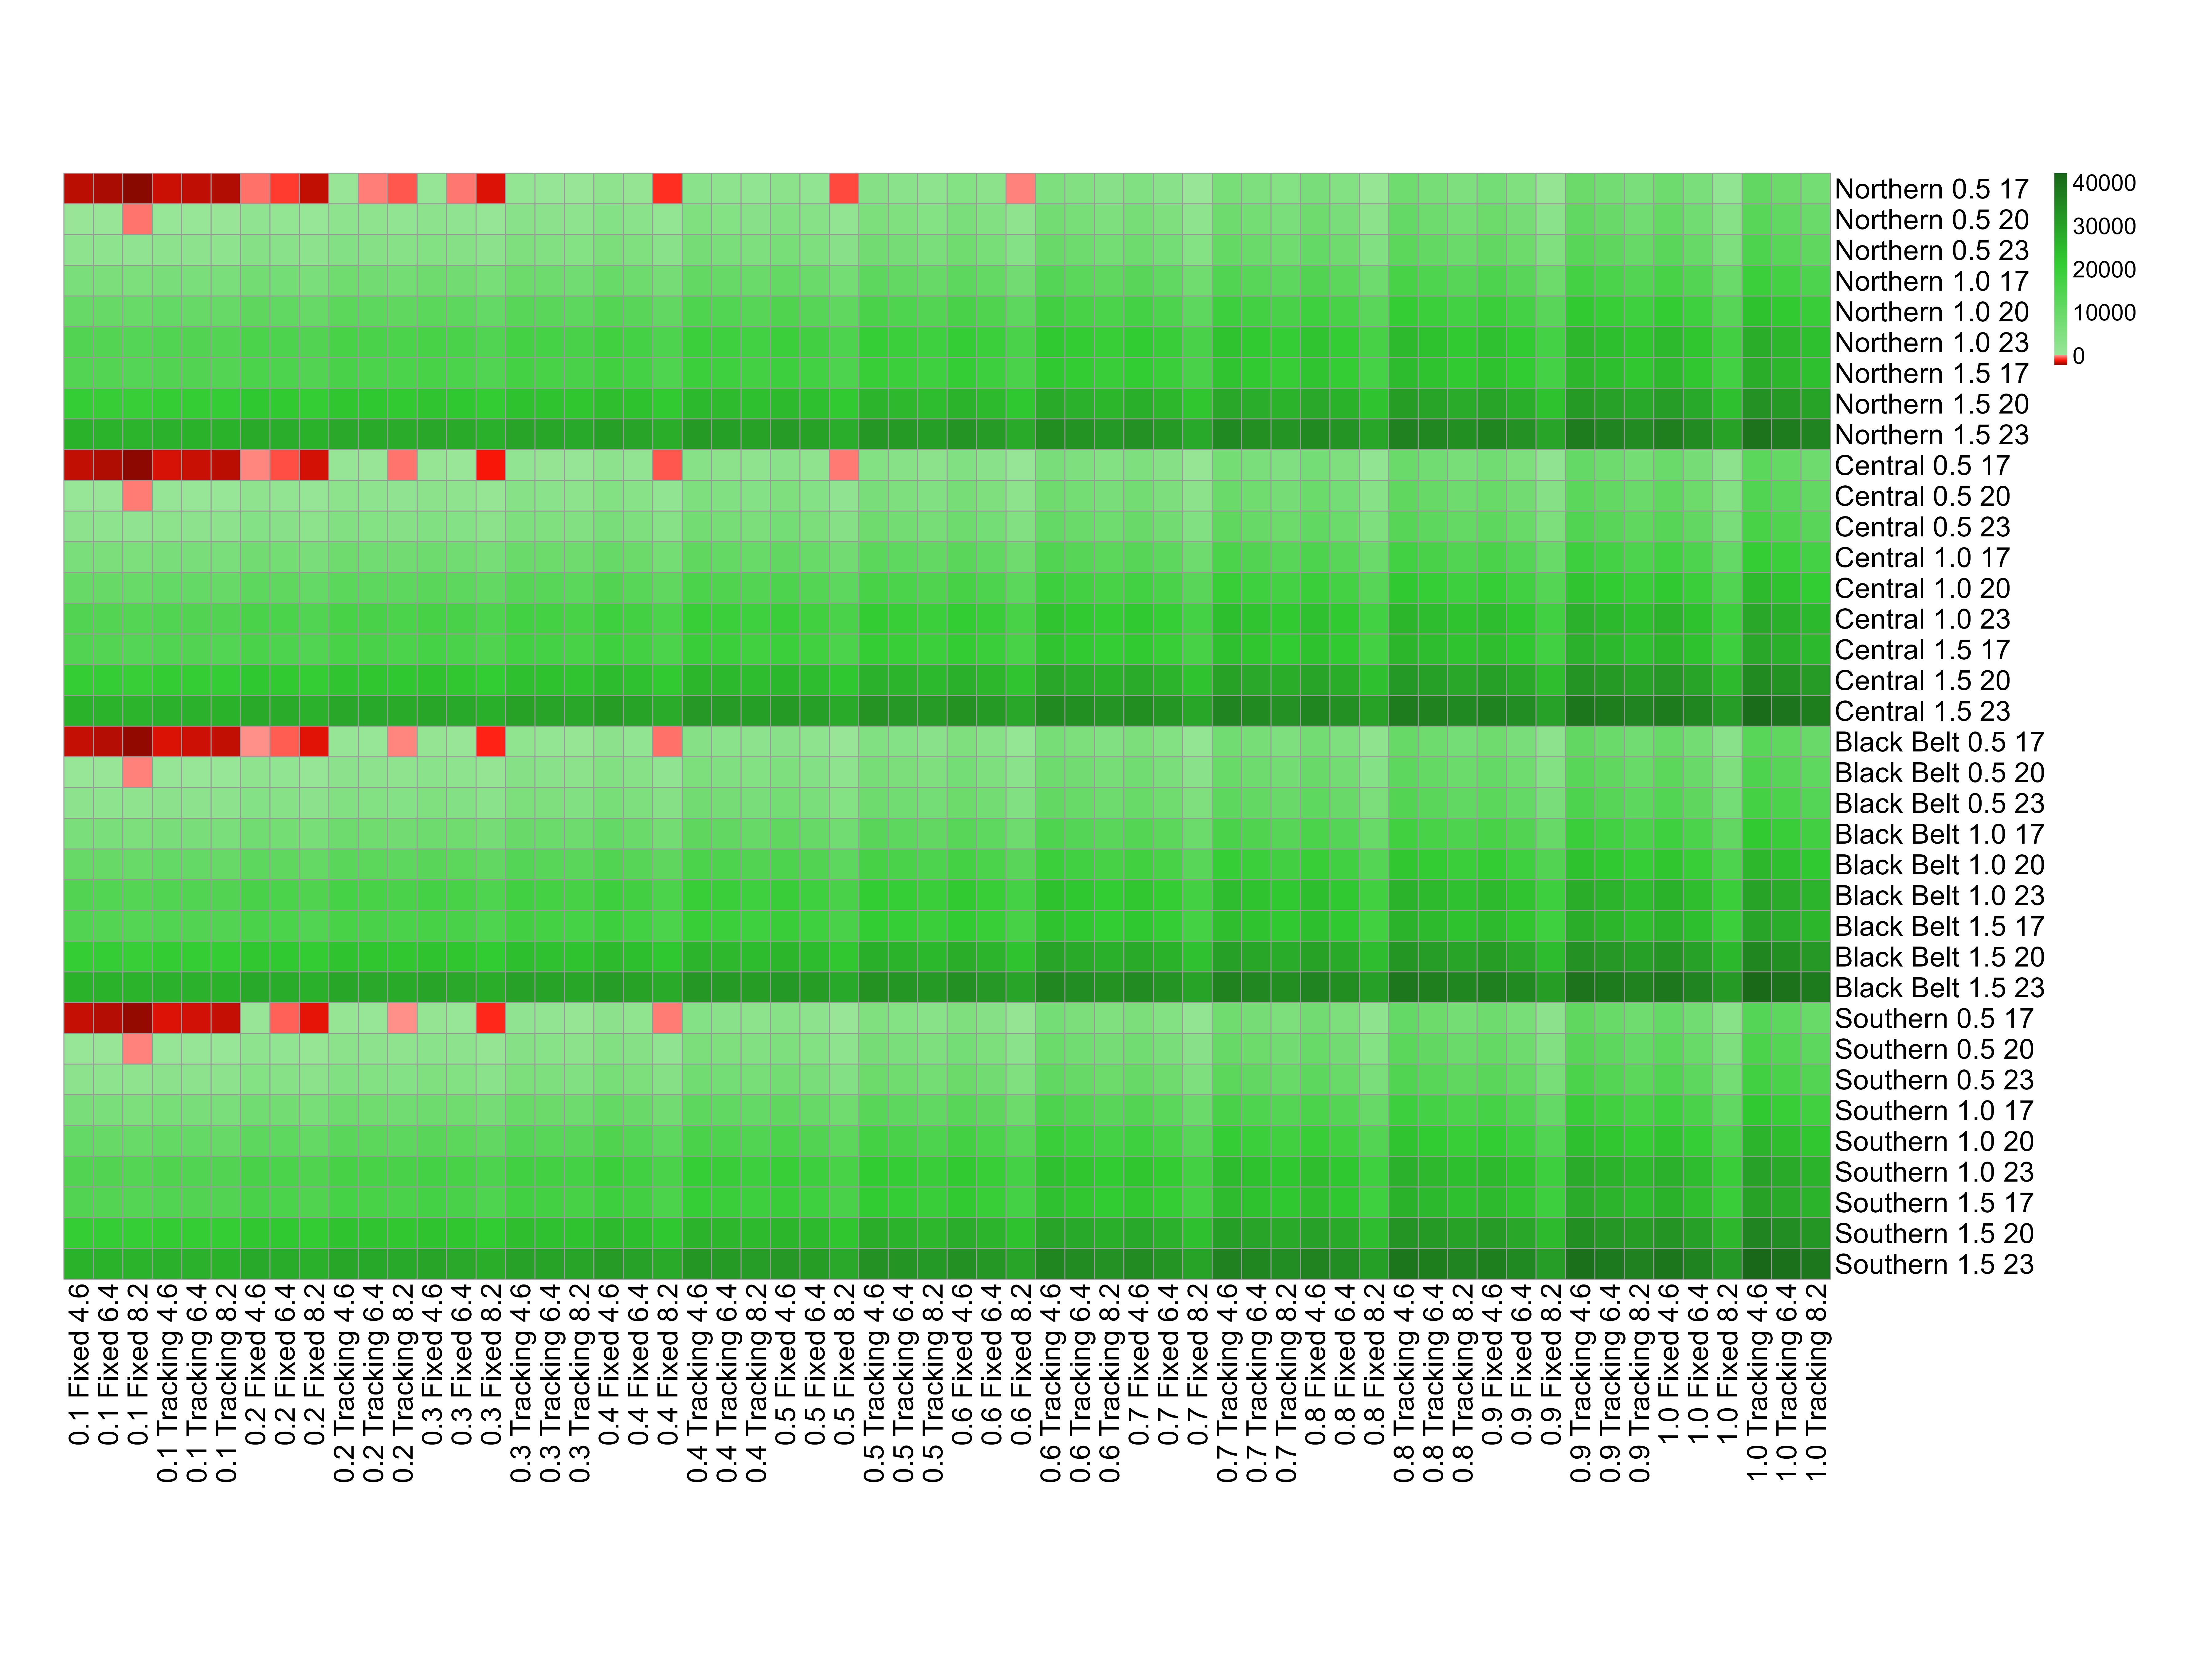 Northern 0.5 17
Northern 0.5 20
Northern 0.5 23
Northern 1.0 17
Northern 1.0 20
Northern 1.0 23
Northern 1.5 17
Northern 1.5 20
Northern 1.5 23
Central 0.5 17
Central 0.5 20
Central 0.5 23
Central 1.0 17
Central 1.0 20
Central 1.0 23
Central 1.5 17
Central 1.5 20
Central 1.5 23
Black Belt 0.5 17
Black Belt 0.5 20
Black Belt 0.5 23
Black Belt 1.0 17
Black Belt 1.0 20
Black Belt 1.0 23
Black Belt 1.5 17
Black Belt 1.5 20
Black Belt 1.5 23
Southern 0.5 17
Southern 0.5 20
Southern 0.5 23
Southern 1.0 17
Southern 1.0 20
Southern 1.0 23
Southern 1.5 17
Southern 1.5 20
Southern 1.5 23
40000
30000
20000
10000
0
0.1 Fixed 4.6
0.1 Fixed 6.4
0.1 Fixed 8.2
0.1 Tracking 4.6
0.1 Tracking 6.4
0.1 Tracking 8.2
0.2 Fixed 4.6
0.2 Fixed 6.4
0.2 Fixed 8.2
0.2 Tracking 4.6
0.2 Tracking 6.4
0.2 Tracking 8.2
0.3 Fixed 4.6
0.3 Fixed 6.4
0.3 Fixed 8.2
0.3 Tracking 4.6
0.3 Tracking 6.4
0.3 Tracking 8.2
0.4 Fixed 4.6
0.4 Fixed 6.4
0.4 Fixed 8.2
0.4 Tracking 4.6
0.4 Tracking 6.4
0.4 Tracking 8.2
0.5 Fixed 4.6
0.5 Fixed 6.4
0.5 Fixed 8.2
0.5 Tracking 4.6
0.5 Tracking 6.4
0.5 Tracking 8.2
0.6 Fixed 4.6
0.6 Fixed 6.4
0.6 Fixed 8.2
0.6 Tracking 4.6
0.6 Tracking 6.4
0.6 Tracking 8.2
0.7 Fixed 4.6
0.7 Fixed 6.4
0.7 Fixed 8.2
0.7 Tracking 4.6
0.7 Tracking 6.4
0.7 Tracking 8.2
0.8 Fixed 4.6
0.8 Fixed 6.4
0.8 Fixed 8.2
0.8 Tracking 4.6
0.8 Tracking 6.4
0.8 Tracking 8.2
0.9 Fixed 4.6
0.9 Fixed 6.4
0.9 Fixed 8.2
0.9 Tracking 4.6
0.9 Tracking 6.4
0.9 Tracking 8.2
1.0 Fixed 4.6
1.0 Fixed 6.4
1.0 Fixed 8.2
1.0 Tracking 4.6
1.0 Tracking 6.4
1.0 Tracking 8.2